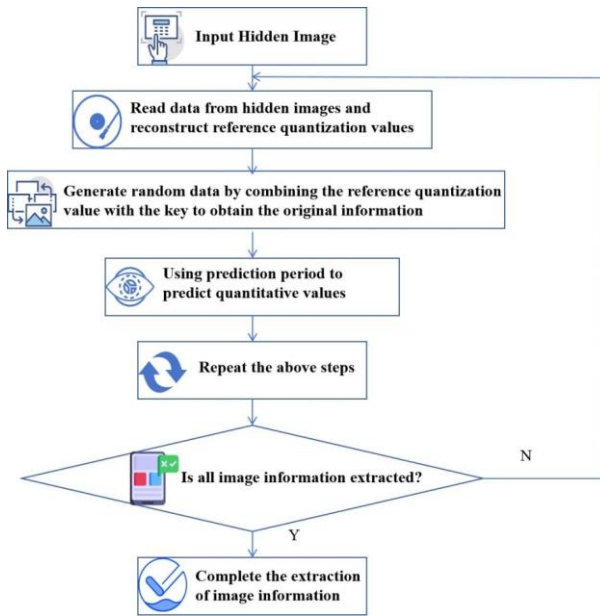 Input Hidden Image
Read data from hidden images and
reconstruct reference quantization values
Generate random data by combining the reference quantization
value with the key to obtain the original information
Using prediction period to
predict quantitative values
Repeat the above steps
Is all image information extracted?
N
Y
Complete the extraction
of image information